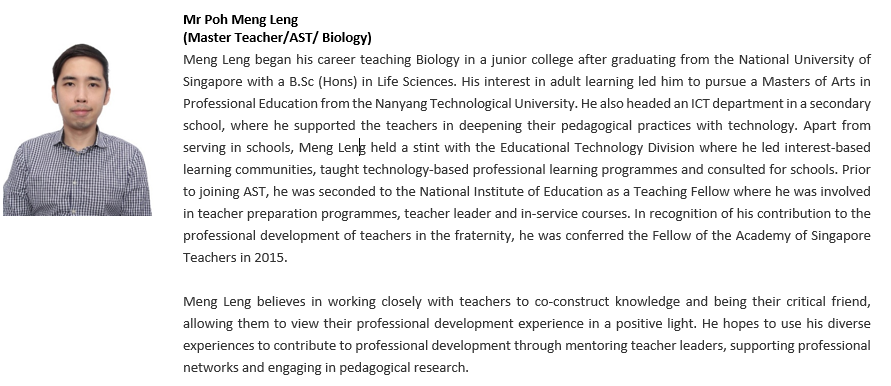 Mr Poh Meng Leng
(Master Teacher/AST/ Biology)
Meng Leng began his career teaching Biology in a junior college after graduating from the National University of
Singapore with a B.Sc (Hons) in Life Sciences. His interest in adult learning led him to pursue a Masters of Arts in
Professional Education from the Nanyang Technological University. He also headed an ICT department in a secondary
school, where he supported the teachers in deepening their pedagogical practices with technology. Apart from
serving in schools, Meng Leng held a stint with the Educational Technology Division where he led interest-based
learning communities, taught technology-based professional learning programmes and consulted for schools. Prior
to joining AST, he was seconded to the National Institute of Education as a Teaching Fellow where he was involved
in teacher preparation programmes, teacher leader and in-service courses. In recognition of his contribution to the
professional development of teachers in the fraternity, he was conferred the Fellow of the Academy of Singapore
Teachers in 2015.
Meng Leng believes in working closely with teachers to co-construct knowledge and being their critical friend,
allowing them to view their professional development experience in a positive light. He hopes to use his diverse
experiences to contribute to professional development through mentoring teacher leaders, supporting professional
networks and engaging in pedagogical research.